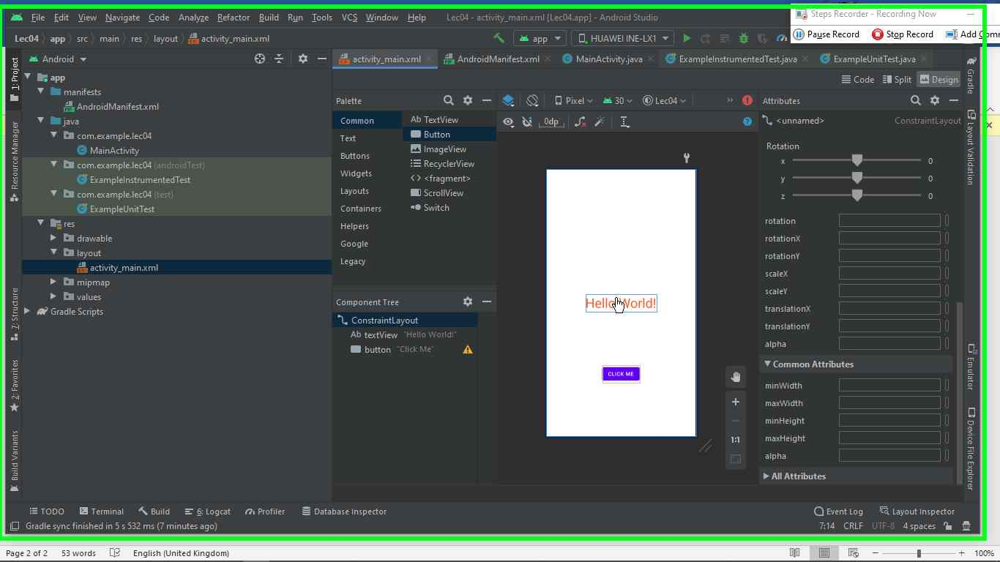 File Edit View Navigate Code Analyze Refactor Build Run Tools VCS Window Help Lec04 - activity_main.xml [Lec04.app] - Android Studio
Steps Recorder - Recording Now
Pause Record Stop Record Add Comm
Lec04 app src main res layout activity_main.xml
app HUAWEI INE-LX1
Android
activity_main.xml AndroidManifest.xml MainActivity.java ExampleInstrumentedTest.java ExampleUnitTest.java
Code Split Design
1: Project
Resource Manager
7: Structure
2: Favorites
Build Variants
app
manifests
AndroidManifest.xml
java
com.example.lec04
MainActivity
com.example.lec04 (androidTest)
ExampleInstrumentedTest
com.example.lec04 (test)
ExampleUnitTest
res
drawable
layout
activity_main.xml
mipmap
values
Gradle Scripts
Palette
Common
Text
Buttons
Widgets
Layouts
Containers
Helpers
Google
Legacy
Ab TextView
Button
ImageView
RecyclerView
<fragment>
ScrollView
Switch
Component Tree
ConstraintLayout
Ab textView "Hello World!"
button "Click Me"
Pixel 30 Lec04 »
0dp
Hello World!
CLICK ME
1:1
Attributes
<unnamed> ConstraintLayout
Rotation
x 0
y 0
z 0
rotation
rotationX
rotationY
scaleX
scaleY
translationX
translationY
alpha
Common Attributes
minWidth
maxWidth
minHeight
maxHeight
alpha
All Attributes
Gradle
Layout Validation
Emulator
Device File Explorer
TODO Terminal Build 6: Logcat Profiler Database Inspector Event Log Layout Inspector
Gradle sync finished in 5 s 532 ms (7 minutes ago) 7:14 CRLF UTF-8 4 spaces
Page 2 of 2 53 words English (United Kingdom) 100%